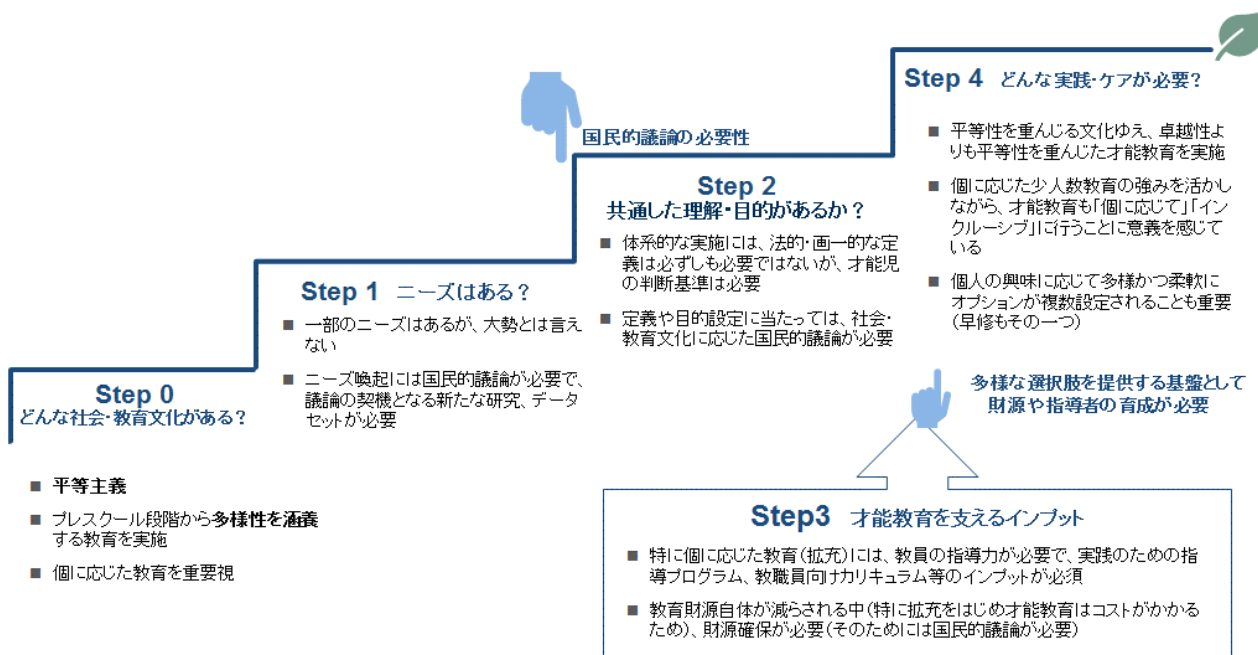 Step 0
どんな社会・教育文化がある?
■ 平等主義
■ プレスクール段階から多様性を涵養
する教育を実施
■ 個に応じた教育を重要視
Step 1 ニーズはある?
■ 一部のニーズはあるが、大勢とは言え
ない
■ ニーズ喚起には国民的議論が必要で、
議論の契機となる新たな研究、データ
セットが必要
国民的議論の必要性
Step 2
共通した理解・目的があるか?
■ 体系的な実施には、法的・画一的な定
義は必ずしも必要ではないが、才能児
の判断基準は必要
■ 定義や目的設定に当たっては、社会・
教育文化に応じた国民的議論が必要
Step 4 どんな実践・ケアが必要?
■ 平等性を重んじる文化ゆえ、卓越性よ
りも平等性を重んじた才能教育を実施
■ 個に応じた少人数教育の強みを活かし
ながら、才能教育も「個に応じて」「イン
クルーシブ」に行うことに意義を感じて
いる
■ 個人の興味に応じて多様かつ柔軟に
オプションが複数設定されることも重要
(早修もその一つ)
多様な選択肢を提供する基盤として
財源や指導者の育成が必要
Step3 才能教育を支えるインプット
■ 特に個に応じた教育(拡充)には、教員の指導力が必要で、実践のための指
導プログラム、教職員向けカリキュラム等のインプットが必須
■ 教育財源自体が減らされる中(特に拡充をはじめ才能教育はコストがかかる
ため)、財源確保が必要(そのためには国民的議論が必要)